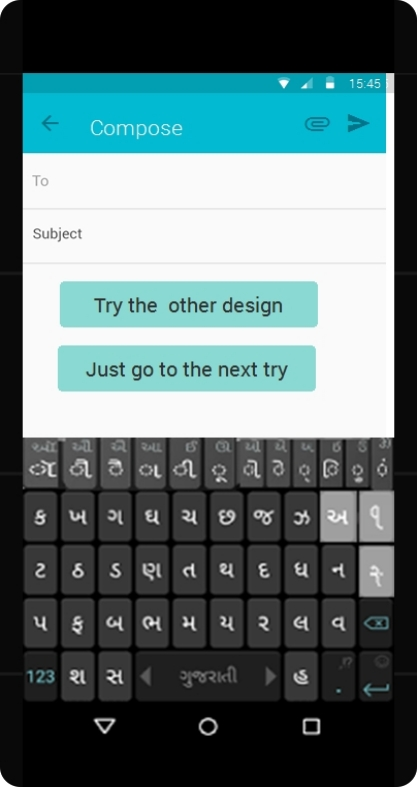 15:45
Compose
To
Subject
Try the other design
Just go to the next try
ક ખ ગ ઘ ચ છ જ ઝ અ
ટ ઠ ડ ણ ત થ દ ધ ન
પ ફ બ ભ મ ય ર લ વ
123 શ સ ગુજરાતી હ .